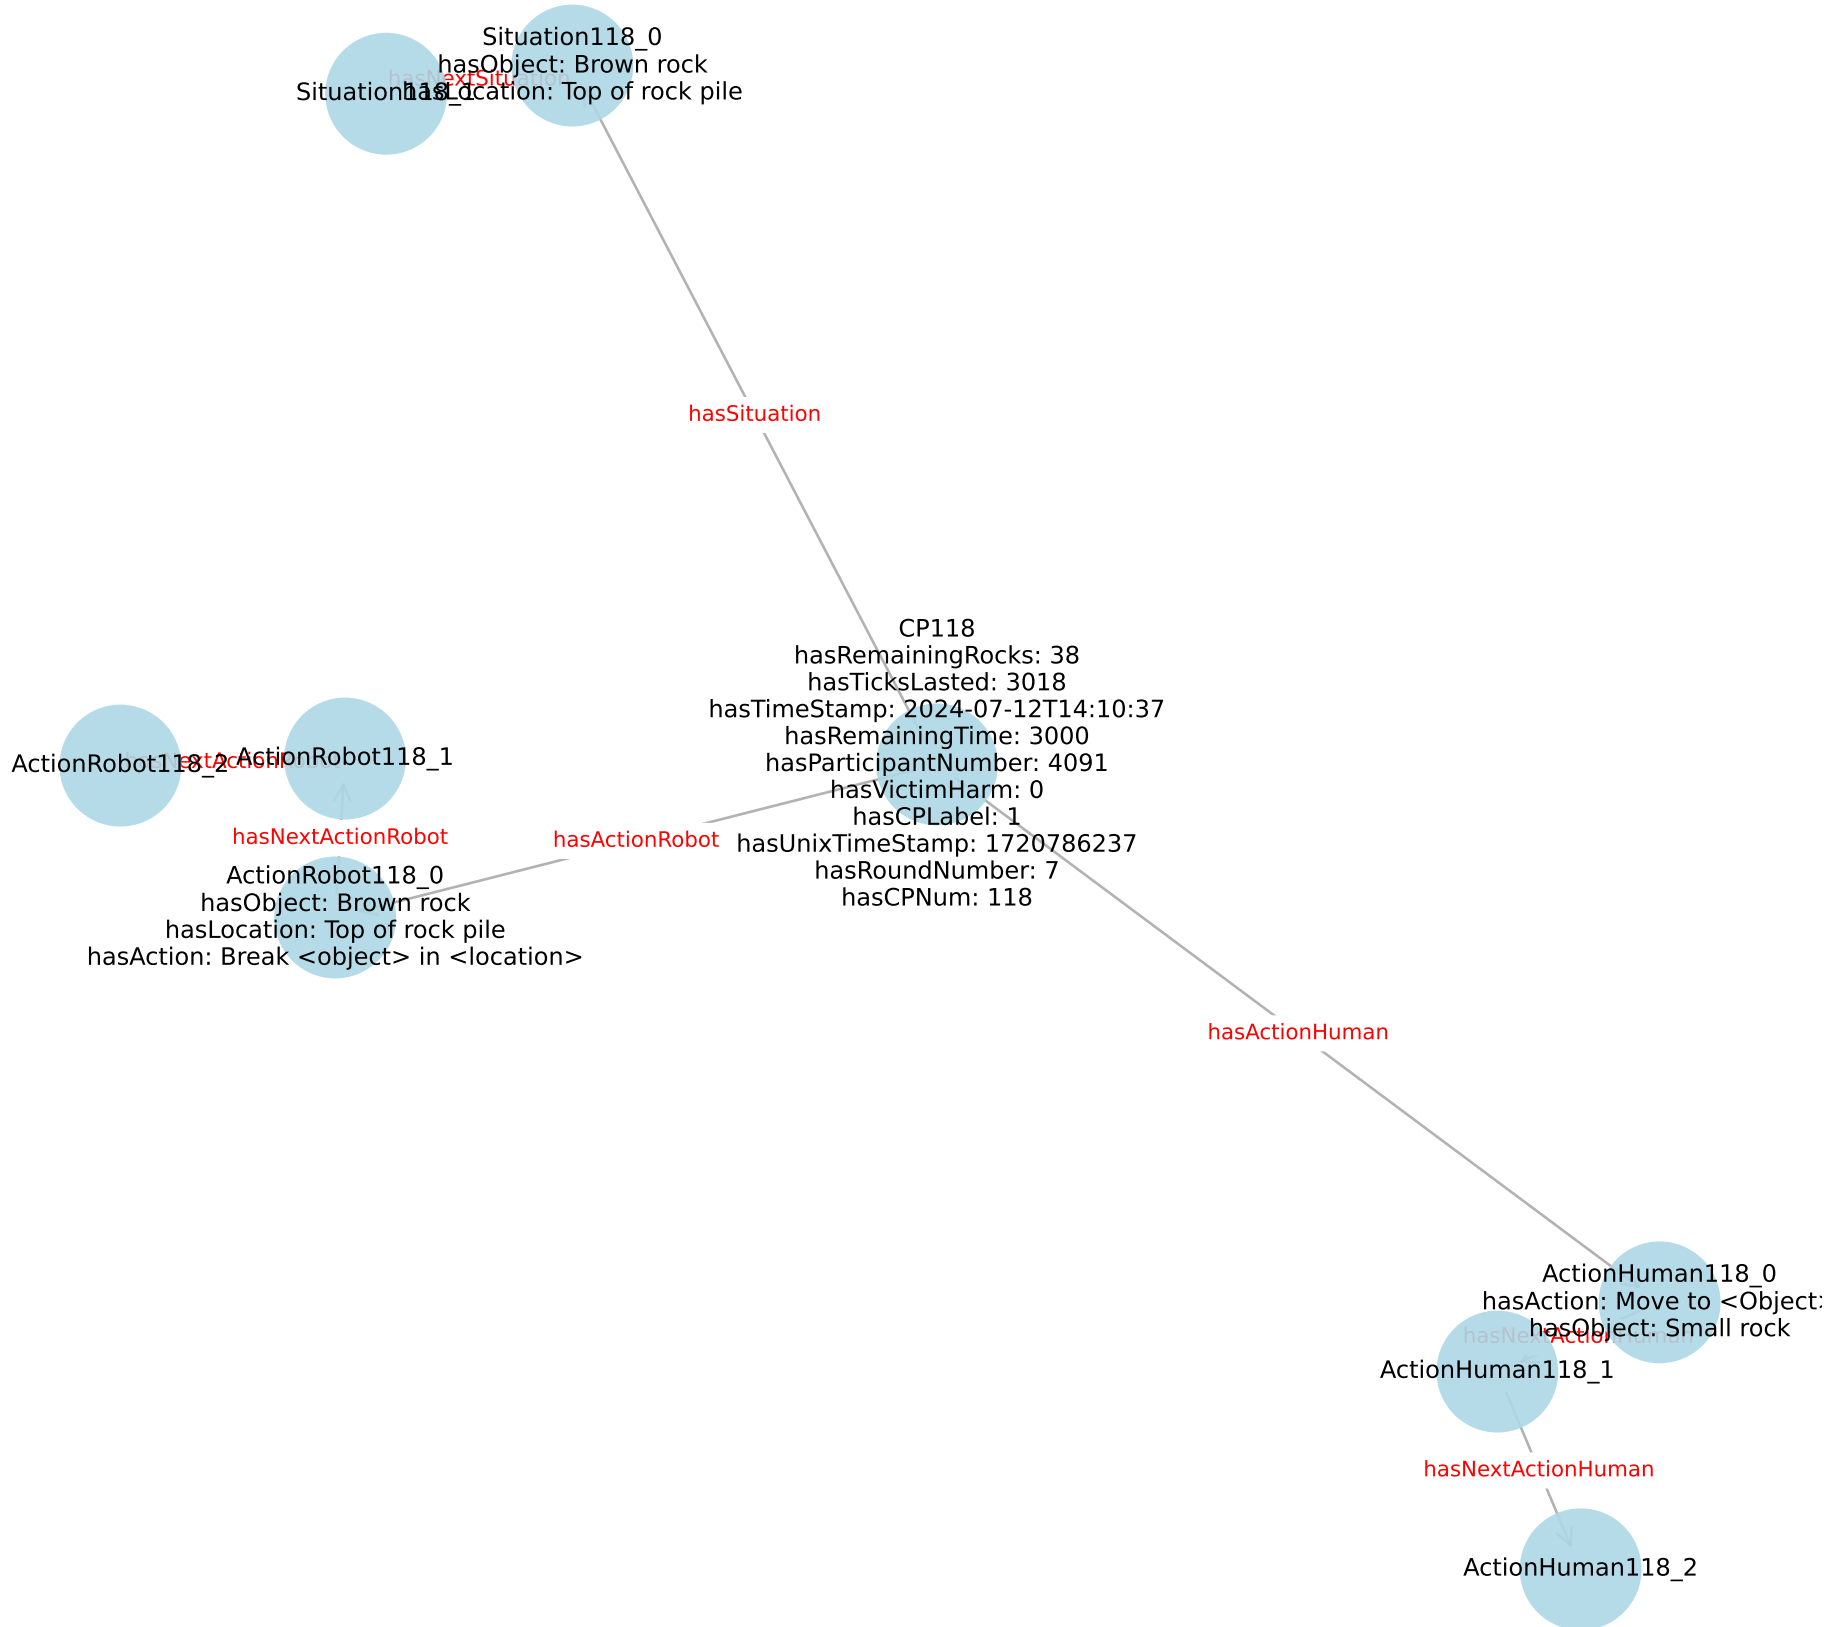 Situation118_0
hasObject: Brown rock
hasLocation: Top of rock pile
hasNextSituation
Situation118_1
hasSituation
CP118
hasRemainingRocks: 38
hasTicksLasted: 3018
hasTimeStamp: 2024-07-12T14:10:37
hasRemainingTime: 3000
hasParticipantNumber: 4091
hasVictimHarm: 0
hasCPLabel: 1
hasUnixTimeStamp: 1720786237
hasRoundNumber: 7
hasCPNum: 118
ActionRobot118_2
ActionRobot118_1
hasNextActionRobot
hasActionRobot
ActionRobot118_0
hasObject: Brown rock
hasLocation: Top of rock pile
hasAction: Break <object> in <location>
hasActionHuman
ActionHuman118_0
hasAction: Move to <Object>
hasObject: Small rock
hasNextActionHuman
ActionHuman118_1
hasNextActionHuman
ActionHuman118_2